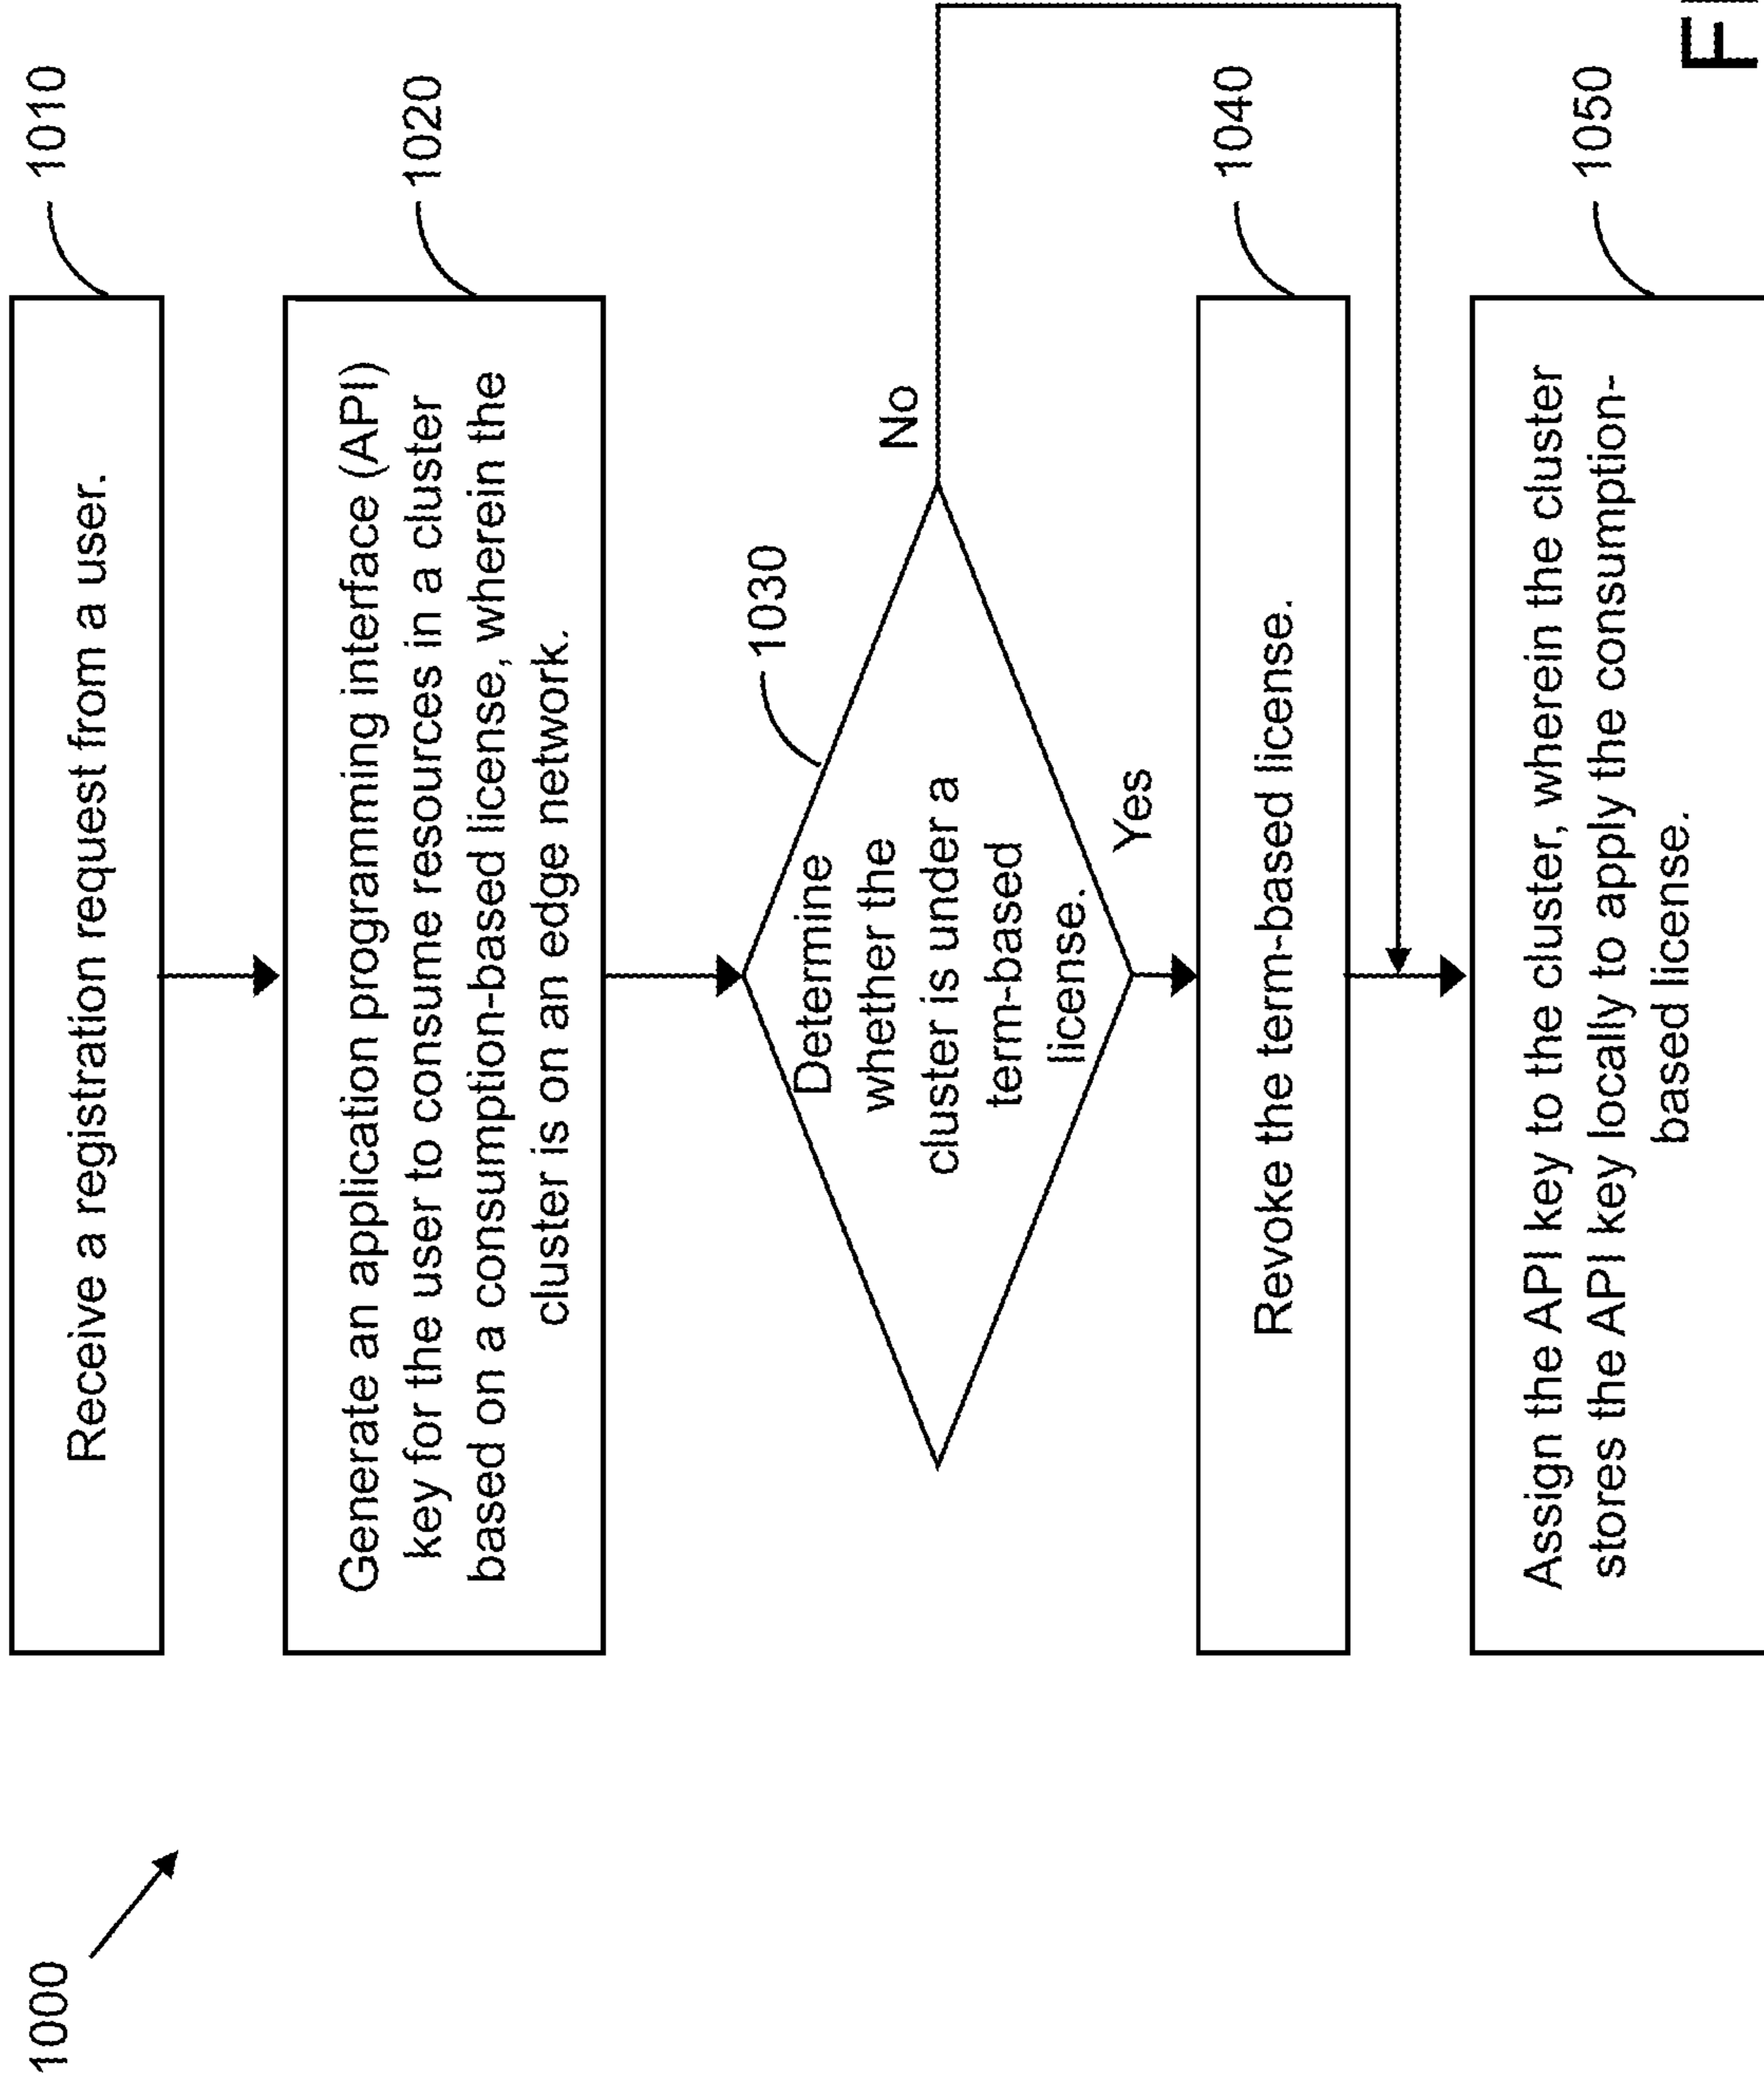 1000
Receive a registration request from a user.
1010
Generate an application programming interface (API)
key for the user to consume resources in a cluster
based on a consumption-based license, wherein the
cluster is on an edge network.
1020
Determine
whether the
cluster is under a
term-based
license.
1030
No
Yes
Revoke the term-based license.
1040
Assign the API key to the cluster, wherein the cluster
stores the API key locally to apply the consumption-
based license.
1050